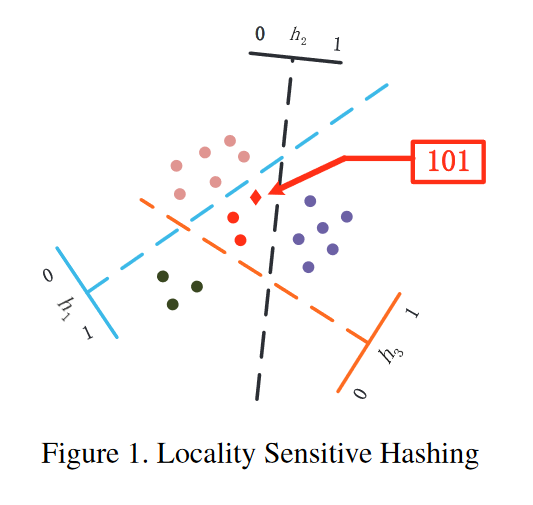 0 h₂ 1
101
0 h₁ 1
1 h₃ 0
Figure 1. Locality Sensitive Hashing